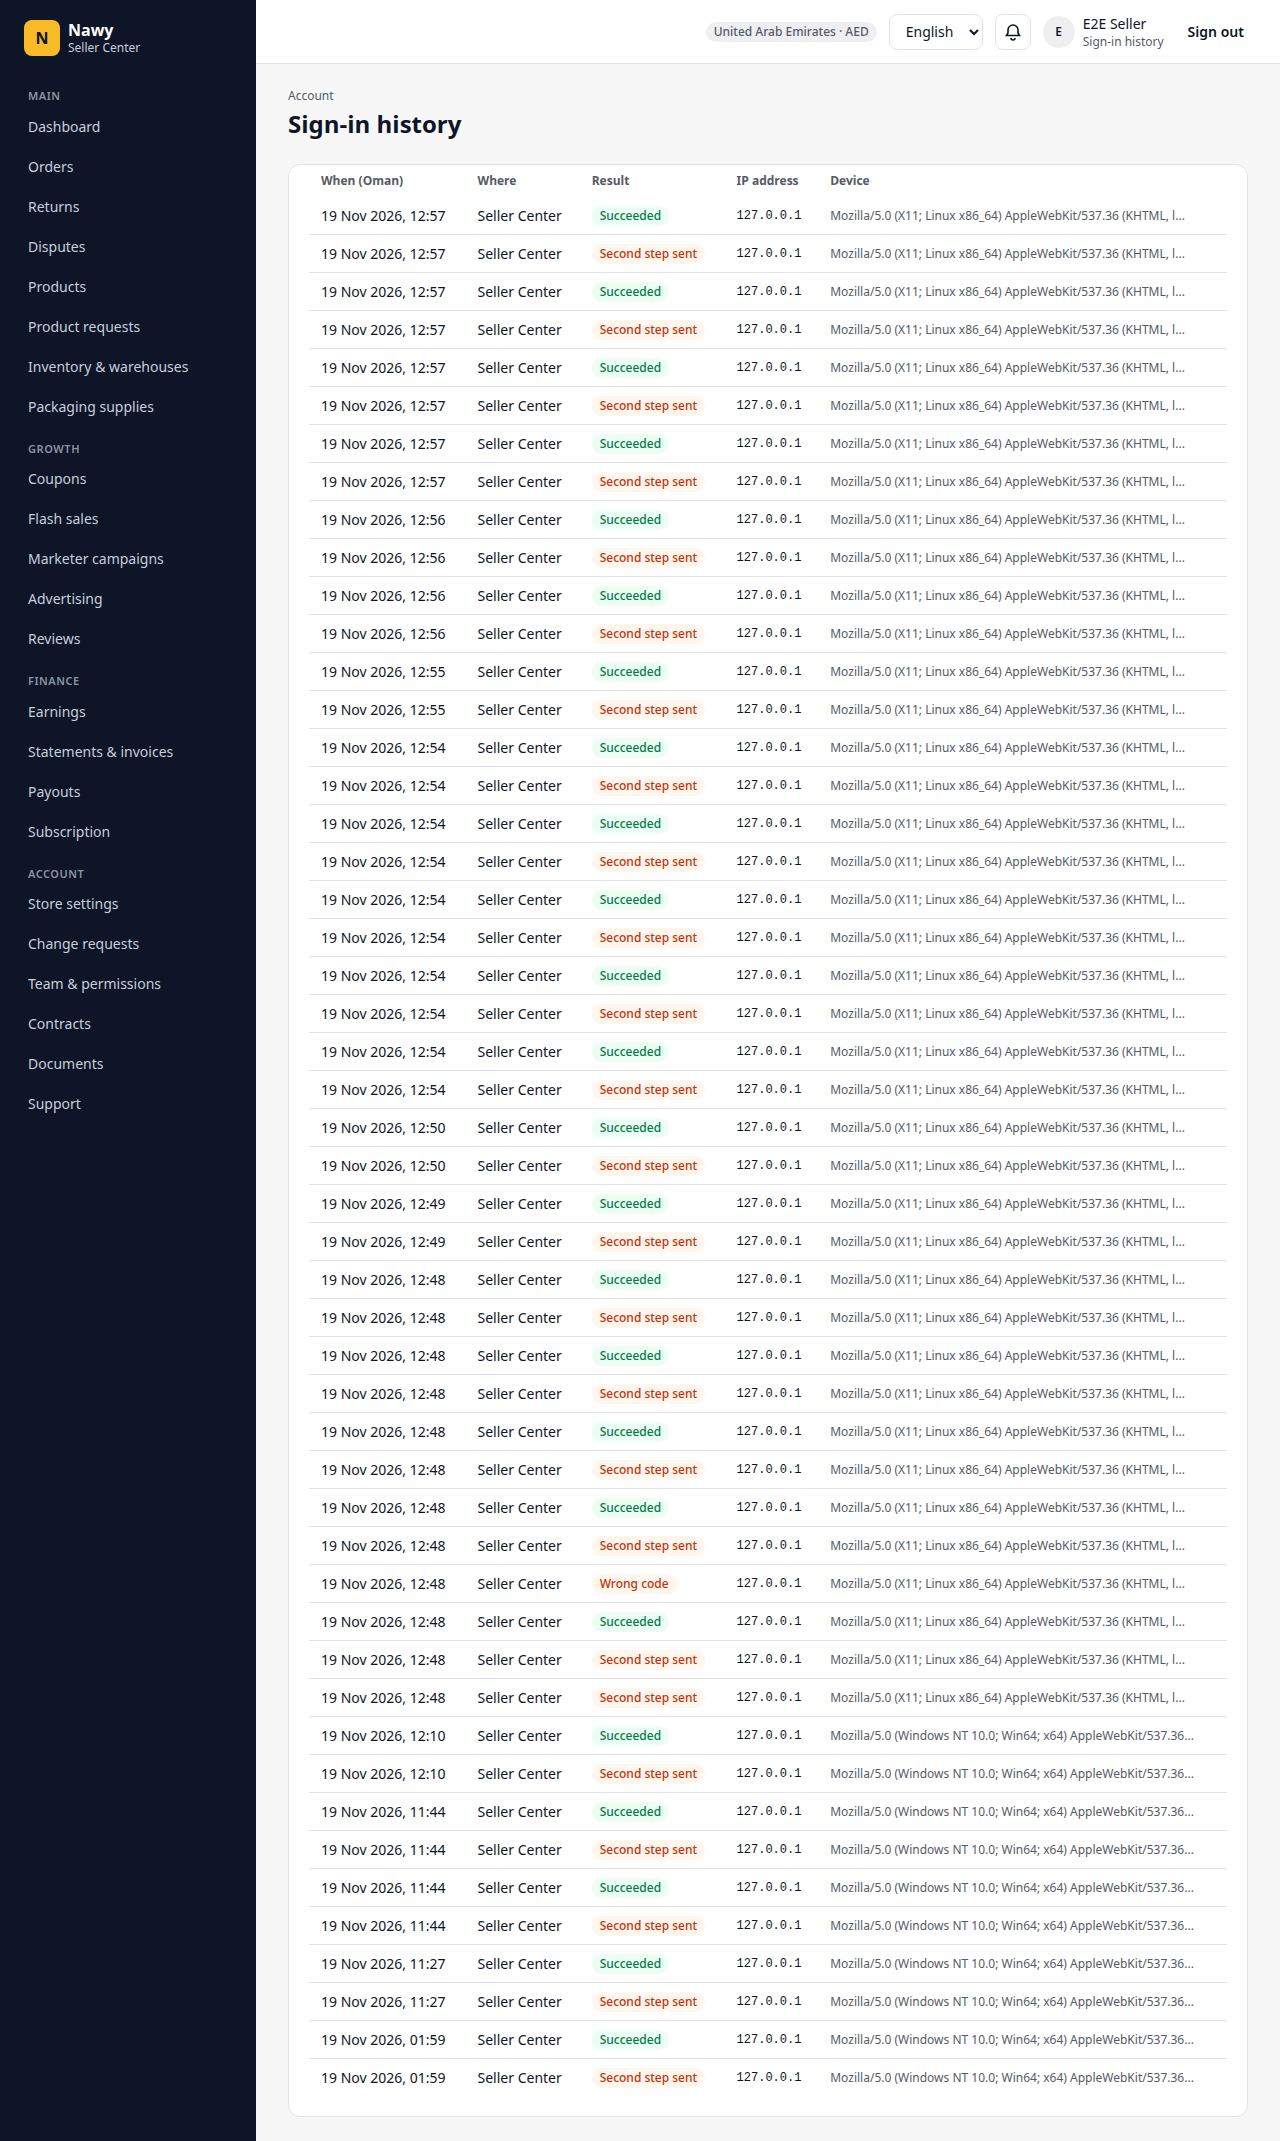 N
Nawy
Seller Center
United Arab Emirates · AED
English
E
E2E Seller
Sign-in history
Sign out
MAIN
Dashboard
Orders
Returns
Disputes
Products
Product requests
Inventory & warehouses
Packaging supplies
GROWTH
Coupons
Flash sales
Marketer campaigns
Advertising
Reviews
FINANCE
Earnings
Statements & invoices
Payouts
Subscription
ACCOUNT
Store settings
Change requests
Team & permissions
Contracts
Documents
Support
Account
Sign-in history
When (Oman) Where Result IP address Device
19 Nov 2026, 12:57 Seller Center Succeeded 127.0.0.1 Mozilla/5.0 (X11; Linux x86_64) AppleWebKit/537.36 (KHTML, l...
19 Nov 2026, 12:57 Seller Center Second step sent 127.0.0.1 Mozilla/5.0 (X11; Linux x86_64) AppleWebKit/537.36 (KHTML, l...
19 Nov 2026, 12:57 Seller Center Succeeded 127.0.0.1 Mozilla/5.0 (X11; Linux x86_64) AppleWebKit/537.36 (KHTML, l...
19 Nov 2026, 12:57 Seller Center Second step sent 127.0.0.1 Mozilla/5.0 (X11; Linux x86_64) AppleWebKit/537.36 (KHTML, l...
19 Nov 2026, 12:57 Seller Center Succeeded 127.0.0.1 Mozilla/5.0 (X11; Linux x86_64) AppleWebKit/537.36 (KHTML, l...
19 Nov 2026, 12:57 Seller Center Second step sent 127.0.0.1 Mozilla/5.0 (X11; Linux x86_64) AppleWebKit/537.36 (KHTML, l...
19 Nov 2026, 12:57 Seller Center Succeeded 127.0.0.1 Mozilla/5.0 (X11; Linux x86_64) AppleWebKit/537.36 (KHTML, l...
19 Nov 2026, 12:57 Seller Center Second step sent 127.0.0.1 Mozilla/5.0 (X11; Linux x86_64) AppleWebKit/537.36 (KHTML, l...
19 Nov 2026, 12:56 Seller Center Succeeded 127.0.0.1 Mozilla/5.0 (X11; Linux x86_64) AppleWebKit/537.36 (KHTML, l...
19 Nov 2026, 12:56 Seller Center Second step sent 127.0.0.1 Mozilla/5.0 (X11; Linux x86_64) AppleWebKit/537.36 (KHTML, l...
19 Nov 2026, 12:56 Seller Center Succeeded 127.0.0.1 Mozilla/5.0 (X11; Linux x86_64) AppleWebKit/537.36 (KHTML, l...
19 Nov 2026, 12:56 Seller Center Second step sent 127.0.0.1 Mozilla/5.0 (X11; Linux x86_64) AppleWebKit/537.36 (KHTML, l...
19 Nov 2026, 12:55 Seller Center Succeeded 127.0.0.1 Mozilla/5.0 (X11; Linux x86_64) AppleWebKit/537.36 (KHTML, l...
19 Nov 2026, 12:55 Seller Center Second step sent 127.0.0.1 Mozilla/5.0 (X11; Linux x86_64) AppleWebKit/537.36 (KHTML, l...
19 Nov 2026, 12:54 Seller Center Succeeded 127.0.0.1 Mozilla/5.0 (X11; Linux x86_64) AppleWebKit/537.36 (KHTML, l...
19 Nov 2026, 12:54 Seller Center Second step sent 127.0.0.1 Mozilla/5.0 (X11; Linux x86_64) AppleWebKit/537.36 (KHTML, l...
19 Nov 2026, 12:54 Seller Center Succeeded 127.0.0.1 Mozilla/5.0 (X11; Linux x86_64) AppleWebKit/537.36 (KHTML, l...
19 Nov 2026, 12:54 Seller Center Second step sent 127.0.0.1 Mozilla/5.0 (X11; Linux x86_64) AppleWebKit/537.36 (KHTML, l...
19 Nov 2026, 12:54 Seller Center Succeeded 127.0.0.1 Mozilla/5.0 (X11; Linux x86_64) AppleWebKit/537.36 (KHTML, l...
19 Nov 2026, 12:54 Seller Center Second step sent 127.0.0.1 Mozilla/5.0 (X11; Linux x86_64) AppleWebKit/537.36 (KHTML, l...
19 Nov 2026, 12:54 Seller Center Succeeded 127.0.0.1 Mozilla/5.0 (X11; Linux x86_64) AppleWebKit/537.36 (KHTML, l...
19 Nov 2026, 12:54 Seller Center Second step sent 127.0.0.1 Mozilla/5.0 (X11; Linux x86_64) AppleWebKit/537.36 (KHTML, l...
19 Nov 2026, 12:54 Seller Center Succeeded 127.0.0.1 Mozilla/5.0 (X11; Linux x86_64) AppleWebKit/537.36 (KHTML, l...
19 Nov 2026, 12:54 Seller Center Second step sent 127.0.0.1 Mozilla/5.0 (X11; Linux x86_64) AppleWebKit/537.36 (KHTML, l...
19 Nov 2026, 12:50 Seller Center Succeeded 127.0.0.1 Mozilla/5.0 (X11; Linux x86_64) AppleWebKit/537.36 (KHTML, l...
19 Nov 2026, 12:50 Seller Center Second step sent 127.0.0.1 Mozilla/5.0 (X11; Linux x86_64) AppleWebKit/537.36 (KHTML, l...
19 Nov 2026, 12:49 Seller Center Succeeded 127.0.0.1 Mozilla/5.0 (X11; Linux x86_64) AppleWebKit/537.36 (KHTML, l...
19 Nov 2026, 12:49 Seller Center Second step sent 127.0.0.1 Mozilla/5.0 (X11; Linux x86_64) AppleWebKit/537.36 (KHTML, l...
19 Nov 2026, 12:48 Seller Center Succeeded 127.0.0.1 Mozilla/5.0 (X11; Linux x86_64) AppleWebKit/537.36 (KHTML, l...
19 Nov 2026, 12:48 Seller Center Second step sent 127.0.0.1 Mozilla/5.0 (X11; Linux x86_64) AppleWebKit/537.36 (KHTML, l...
19 Nov 2026, 12:48 Seller Center Succeeded 127.0.0.1 Mozilla/5.0 (X11; Linux x86_64) AppleWebKit/537.36 (KHTML, l...
19 Nov 2026, 12:48 Seller Center Second step sent 127.0.0.1 Mozilla/5.0 (X11; Linux x86_64) AppleWebKit/537.36 (KHTML, l...
19 Nov 2026, 12:48 Seller Center Succeeded 127.0.0.1 Mozilla/5.0 (X11; Linux x86_64) AppleWebKit/537.36 (KHTML, l...
19 Nov 2026, 12:48 Seller Center Second step sent 127.0.0.1 Mozilla/5.0 (X11; Linux x86_64) AppleWebKit/537.36 (KHTML, l...
19 Nov 2026, 12:48 Seller Center Succeeded 127.0.0.1 Mozilla/5.0 (X11; Linux x86_64) AppleWebKit/537.36 (KHTML, l...
19 Nov 2026, 12:48 Seller Center Second step sent 127.0.0.1 Mozilla/5.0 (X11; Linux x86_64) AppleWebKit/537.36 (KHTML, l...
19 Nov 2026, 12:48 Seller Center Wrong code 127.0.0.1 Mozilla/5.0 (X11; Linux x86_64) AppleWebKit/537.36 (KHTML, l...
19 Nov 2026, 12:48 Seller Center Succeeded 127.0.0.1 Mozilla/5.0 (X11; Linux x86_64) AppleWebKit/537.36 (KHTML, l...
19 Nov 2026, 12:48 Seller Center Second step sent 127.0.0.1 Mozilla/5.0 (X11; Linux x86_64) AppleWebKit/537.36 (KHTML, l...
19 Nov 2026, 12:48 Seller Center Second step sent 127.0.0.1 Mozilla/5.0 (X11; Linux x86_64) AppleWebKit/537.36 (KHTML, l...
19 Nov 2026, 12:10 Seller Center Succeeded 127.0.0.1 Mozilla/5.0 (Windows NT 10.0; Win64; x64) AppleWebKit/537.36...
19 Nov 2026, 12:10 Seller Center Second step sent 127.0.0.1 Mozilla/5.0 (Windows NT 10.0; Win64; x64) AppleWebKit/537.36...
19 Nov 2026, 11:44 Seller Center Succeeded 127.0.0.1 Mozilla/5.0 (Windows NT 10.0; Win64; x64) AppleWebKit/537.36...
19 Nov 2026, 11:44 Seller Center Second step sent 127.0.0.1 Mozilla/5.0 (Windows NT 10.0; Win64; x64) AppleWebKit/537.36...
19 Nov 2026, 11:44 Seller Center Succeeded 127.0.0.1 Mozilla/5.0 (Windows NT 10.0; Win64; x64) AppleWebKit/537.36...
19 Nov 2026, 11:44 Seller Center Second step sent 127.0.0.1 Mozilla/5.0 (Windows NT 10.0; Win64; x64) AppleWebKit/537.36...
19 Nov 2026, 11:27 Seller Center Succeeded 127.0.0.1 Mozilla/5.0 (Windows NT 10.0; Win64; x64) AppleWebKit/537.36...
19 Nov 2026, 11:27 Seller Center Second step sent 127.0.0.1 Mozilla/5.0 (Windows NT 10.0; Win64; x64) AppleWebKit/537.36...
19 Nov 2026, 01:59 Seller Center Succeeded 127.0.0.1 Mozilla/5.0 (Windows NT 10.0; Win64; x64) AppleWebKit/537.36...
19 Nov 2026, 01:59 Seller Center Second step sent 127.0.0.1 Mozilla/5.0 (Windows NT 10.0; Win64; x64) AppleWebKit/537.36...